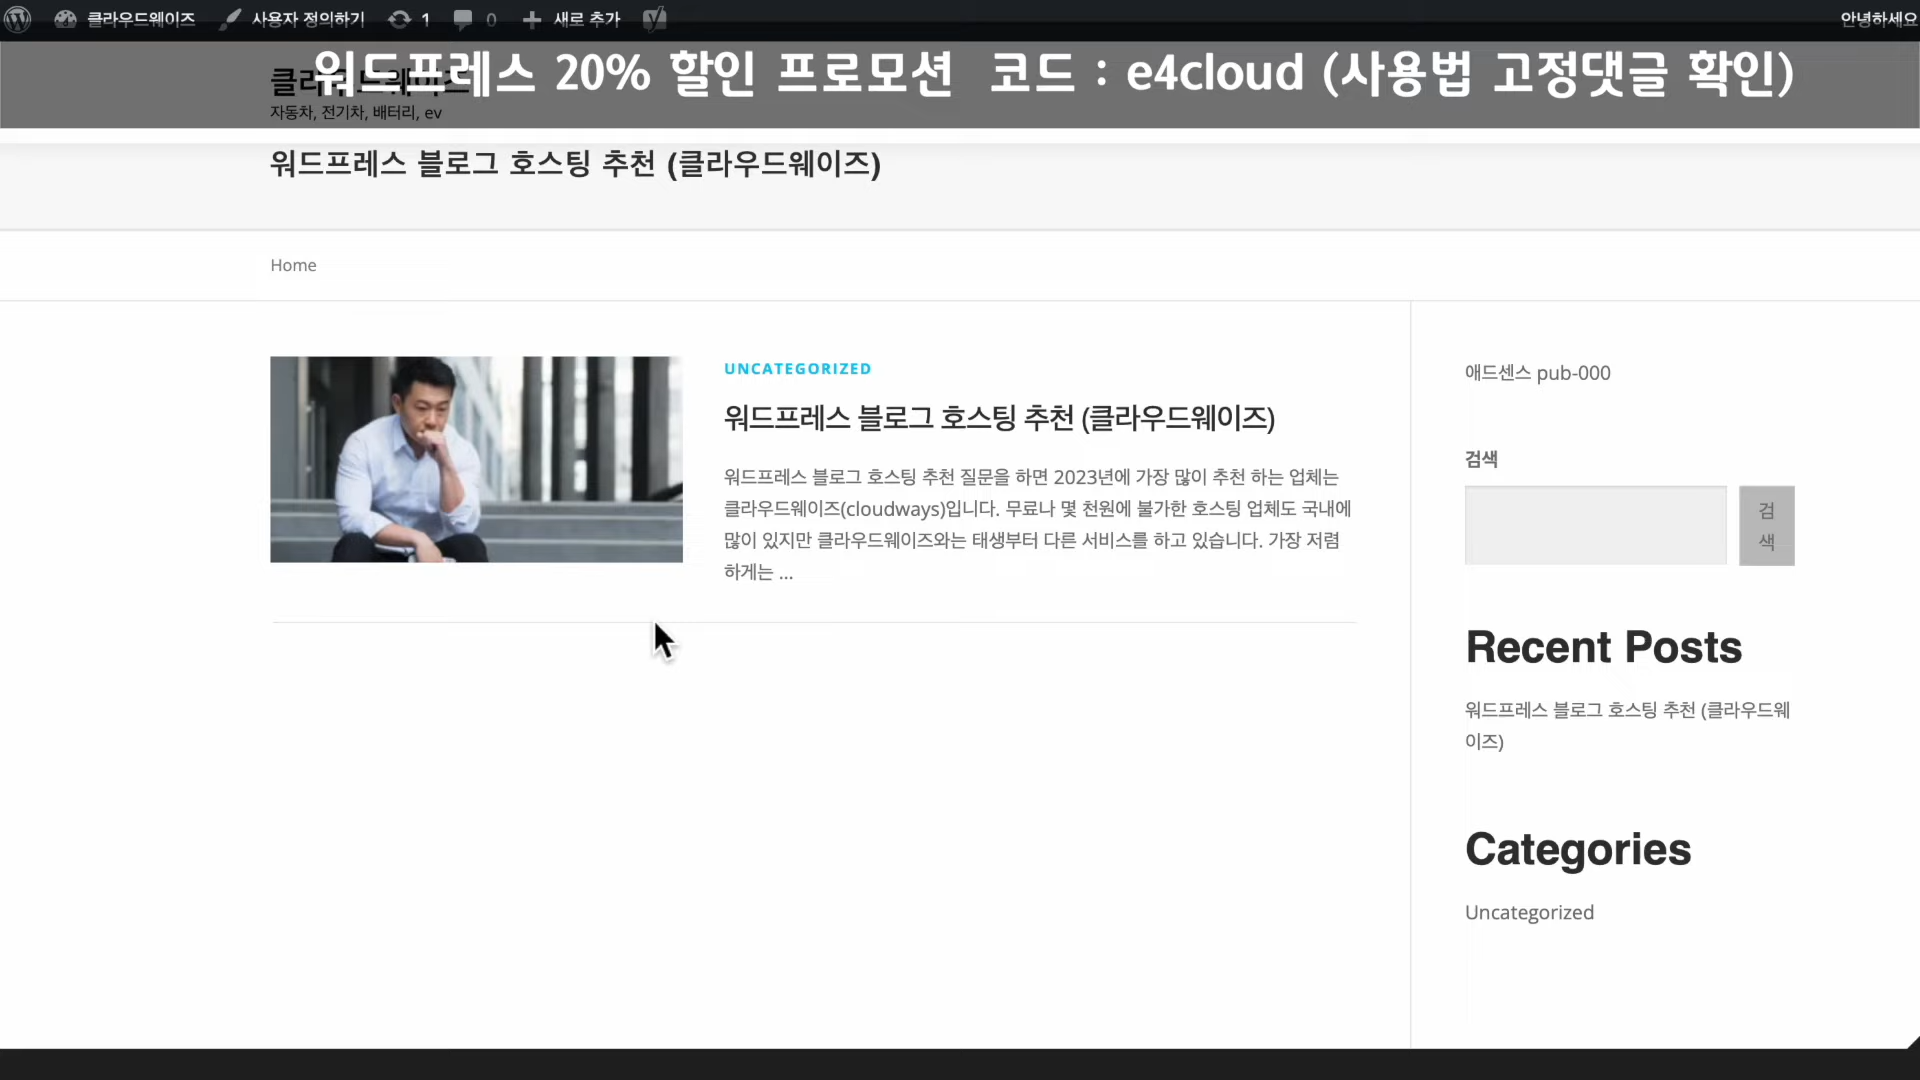 클라우드웨이즈 사용자 정의하기 1 0 새로 추가 안녕하세요
워드프레스 20% 할인 프로모션 코드 : e4cloud (사용법 고정댓글 확인)
클라우드웨이즈
자동차, 전기차, 배터리, ev
워드프레스 블로그 호스팅 추천 (클라우드웨이즈)
Home
UNCATEGORIZED
워드프레스 블로그 호스팅 추천 (클라우드웨이즈)
워드프레스 블로그 호스팅 추천 질문을 하면 2023년에 가장 많이 추천 하는 업체는
클라우드웨이즈(cloudways)입니다. 무료나 몇 천원에 불가한 호스팅 업체도 국내에
많이 있지만 클라우드웨이즈와는 태생부터 다른 서비스를 하고 있습니다. 가장 저렴
하게는 ...
애드센스 pub-000
검색
검
색
Recent Posts
워드프레스 블로그 호스팅 추천 (클라우드웨
이즈)
Categories
Uncategorized